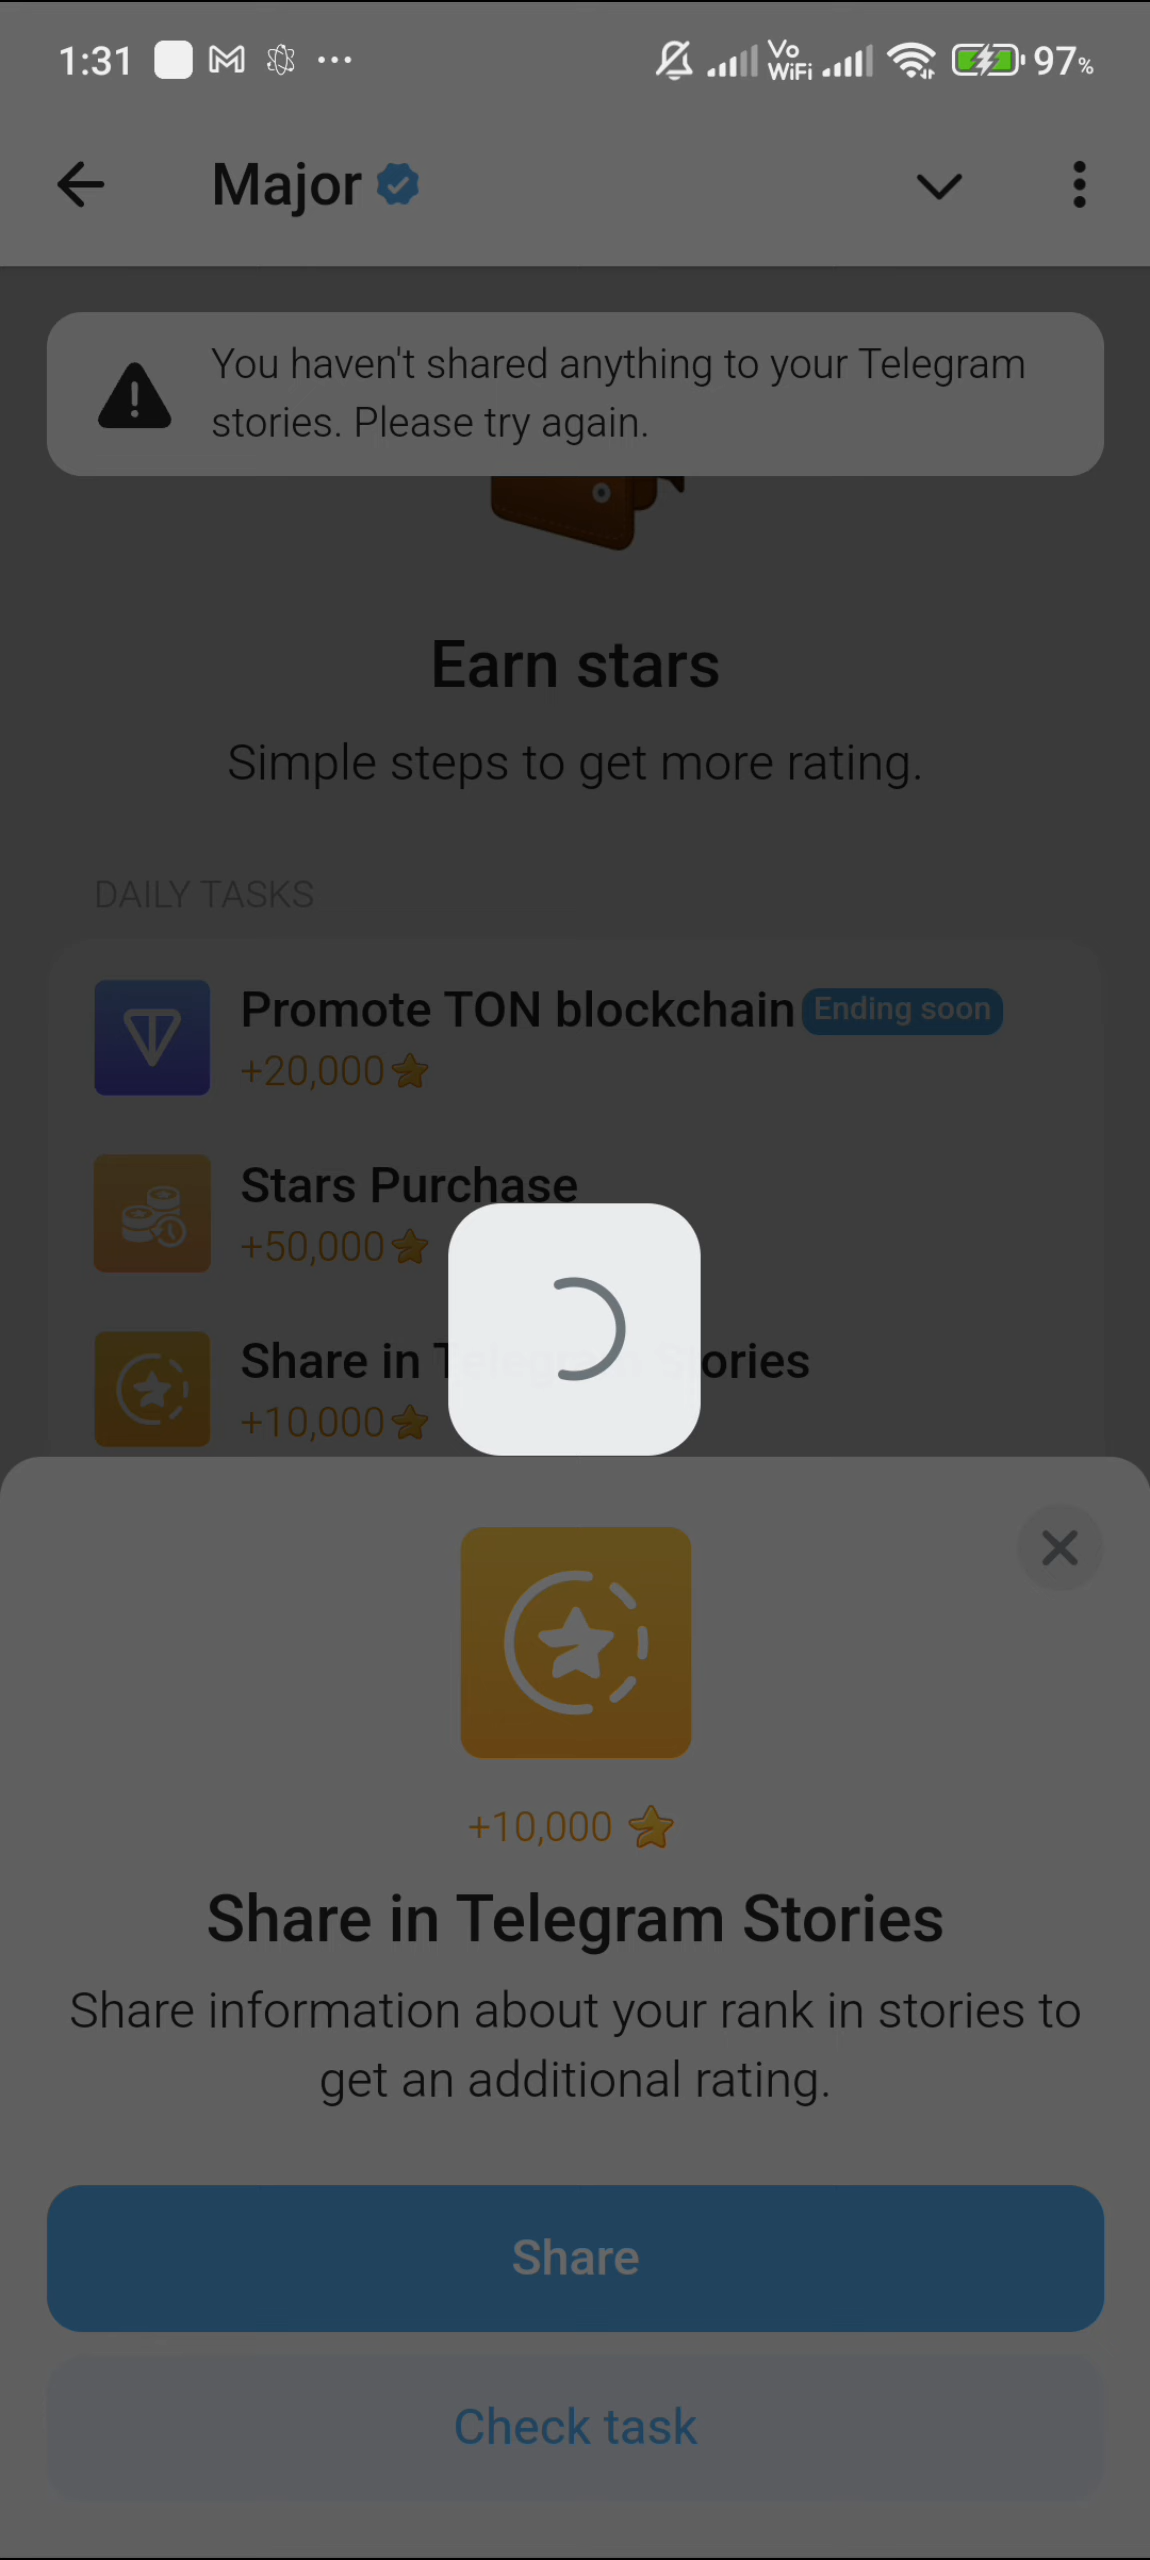 1:31
Vo
WiFi
97%
Major
You haven't shared anything to your Telegram
stories. Please try again.
Earn stars
Simple steps to get more rating.
DAILY TASKS
Promote TON blockchain Ending soon
+20,000
Stars Purchase
+50,000
Share in Telegram Stories
+10,000
+10,000
Share in Telegram Stories
Share information about your rank in stories to
get an additional rating.
Share
Check task